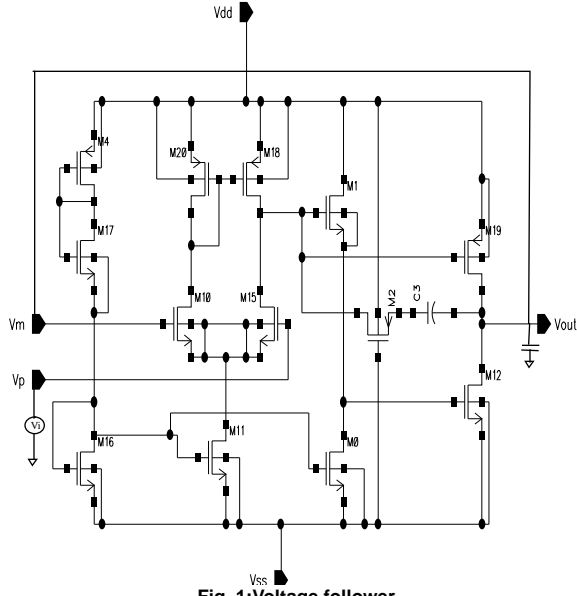 Vdd
M4
M20
M18
M1
M17
M19
M2
C3
M10
M15
Vm
Vout
Vp
M12
Vi
M16
M11
M0
Vss
Fig. 1:Voltage follower